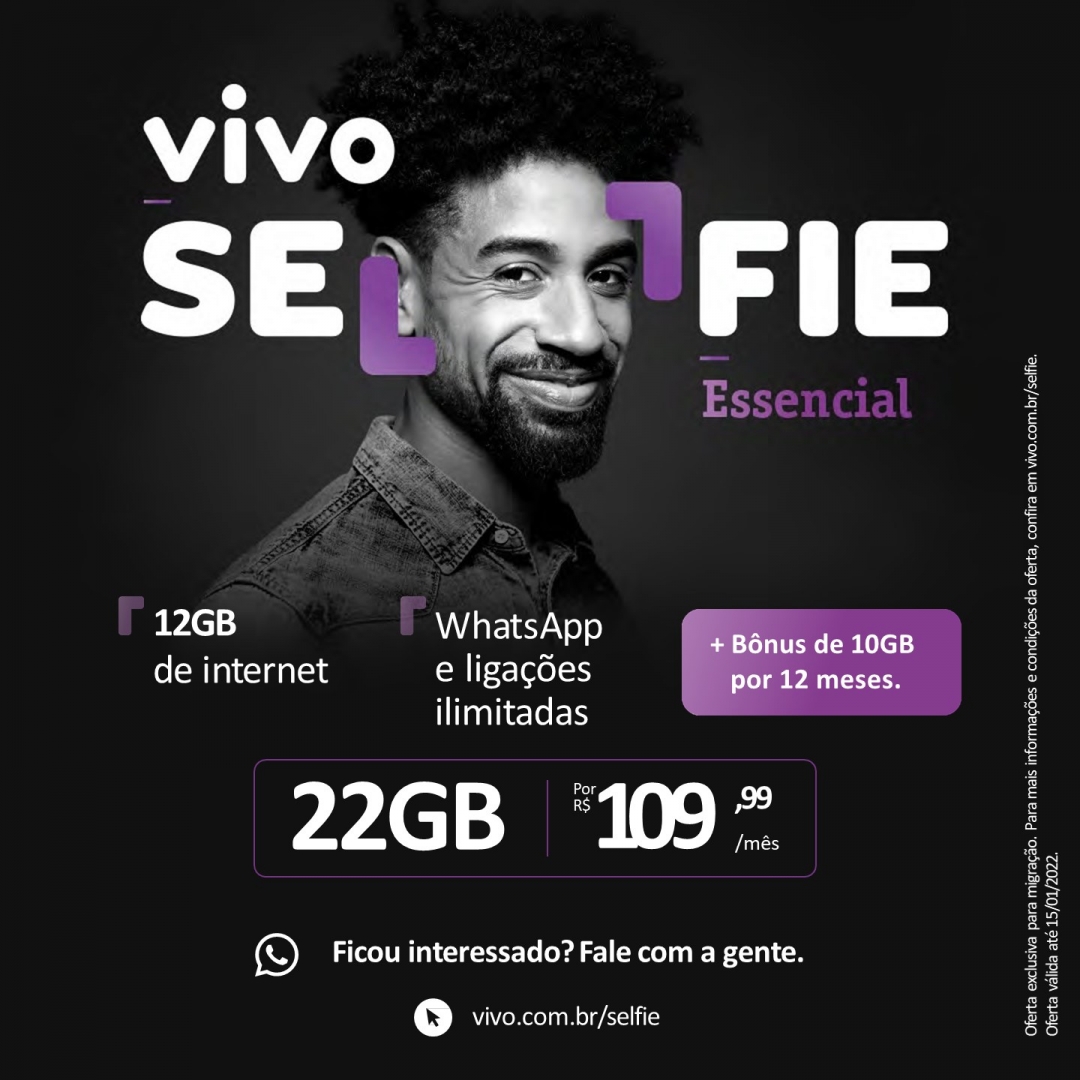 vivo
SELFIE
Essencial
12GB
de internet
WhatsApp
e ligações
ilimitadas
+ Bônus de 10GB
por 12 meses.
22GB
Por
R$ 109,99
/mês
Ficou interessado? Fale com a gente.
vivo.com.br/selfie
Oferta exclusiva para migração. Para mais informações e condições da oferta, confira em vivo.com.br/selfie.
Oferta válida até 15/01/2022.